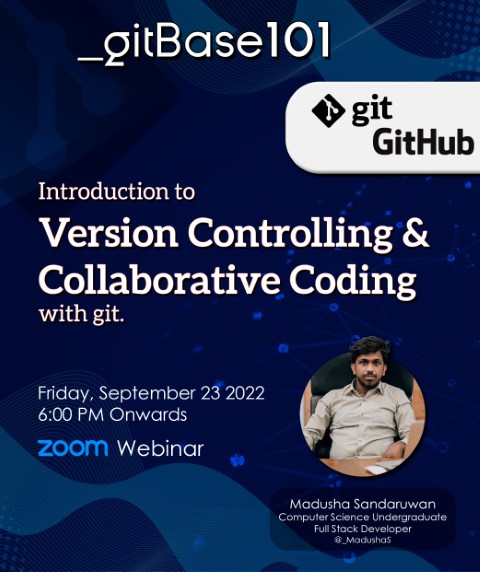 _gitBase101
git
GitHub
Introduction to
Version Controlling &
Collaborative Coding
with git.
Friday, September 23 2022
6:00 PM Onwards
zoom Webinar
Madusha Sandaruwan
Computer Science Undergraduate
Full Stack Developer
@_MadushaS